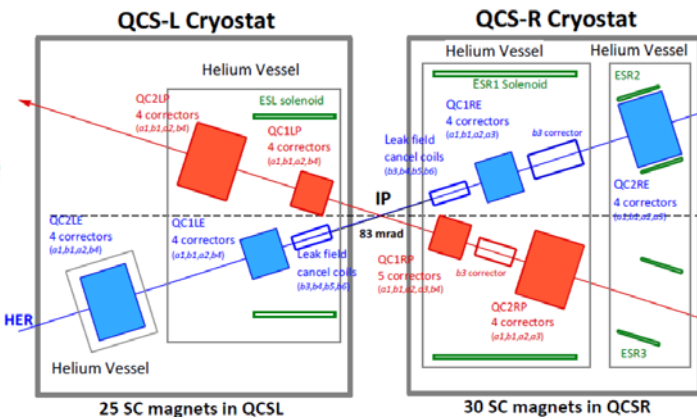 QCS-L Cryostat
QCS-R Cryostat
Helium Vessel
ESL solenoid
QC2LP
4 correctors
(a1,b1,a2,b4)
QC1LP
4 correctors
(a1,b1,a2,b4)
QC2LE
4 correctors
(a1,b1,a2,b4)
QC1LE
4 correctors
(a1,b1,a2,b4)
Leak field
cancel coils
(b3,b4,b5,b6)
HER
Helium Vessel
IP
83 mrad
Helium Vessel
ESR1 Solenoid
QC1RE
4 correctors
(a1,b1,a2,a3)
b3 corrector
Leak field
cancel coils
(b3,b4,b5,b6)
QC1RP
5 correctors
(a1,b1,a2,a3,b4)
b3 corrector
QC2RP
4 correctors
(a1,b1,a2,a3)
Helium Vessel
ESR2
QC2RE
4 correctors
(a1,b1,a2,a3)
ESR3
25 SC magnets in QCSL
30 SC magnets in QCSR